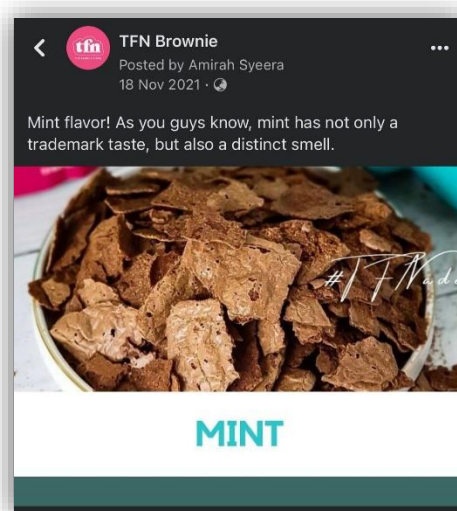 tfn
TFN Brownie
Posted by Amirah Syeera
18 Nov 2021 ·
Mint flavor! As you guys know, mint has not only a
trademark taste, but also a distinct smell.
MINT